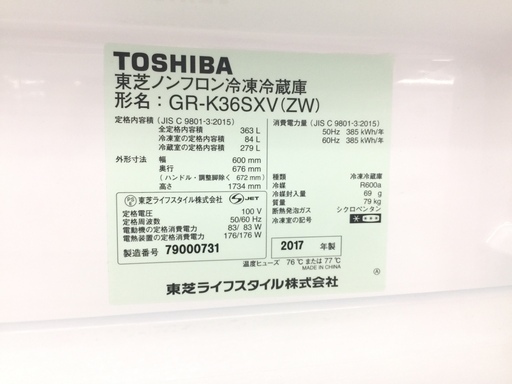 TOSHIBA
東芝ノンフロン冷凍冷蔵庫
形名：GR-K36SXV(ZW)
定格内容積（JIS C 9801-3:2015）
全定格内容積 363 L
冷凍室の定格内容積 84 L
冷蔵室の定格内容積 279 L
外形寸法 幅 600 mm
奥行 676 mm
（ハンドル・調整脚除く 672 mm）
高さ 1734 mm
東芝ライフスタイル株式会社 S-JET
定格電圧 100 V
定格周波数 50/60 Hz
電動機の定格消費電力 83/ 83 W
電熱装置の定格消費電力 176/176 W
製造番号 79000731
消費電力量（JIS C 9801-3:2015）
50Hz 385 kWh/年
60Hz 385 kWh/年
種類 冷凍冷蔵庫
冷媒 R600a
冷媒封入量 69 g
質量 79 kg
断熱発泡ガス シクロペンタン
冷凍室の記号
2017 年製
温度ヒューズ 76 ℃ または 77 ℃
MADE IN CHINA
Ⓐ
東芝ライフスタイル株式会社